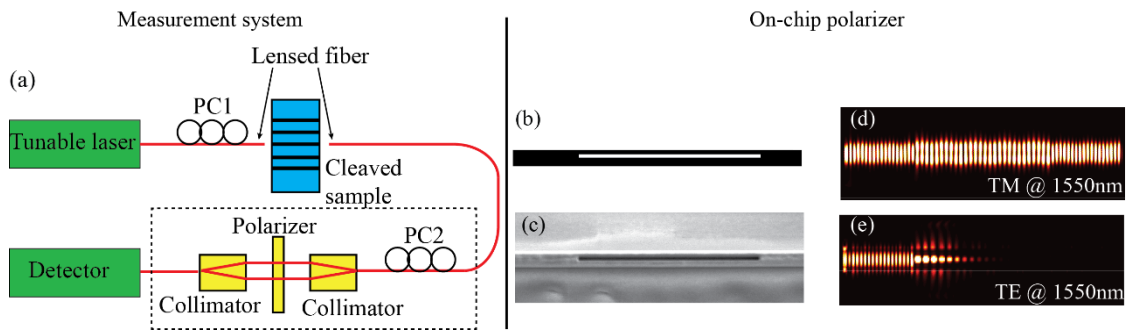 Measurement system
On-chip polarizer
(a)
Lensed fiber
PC1
Tunable laser
Cleaved
sample
Polarizer
PC2
Detector
Collimator
Collimator
(b)
(c)
(d)
TM @ 1550nm
(e)
TE @ 1550nm